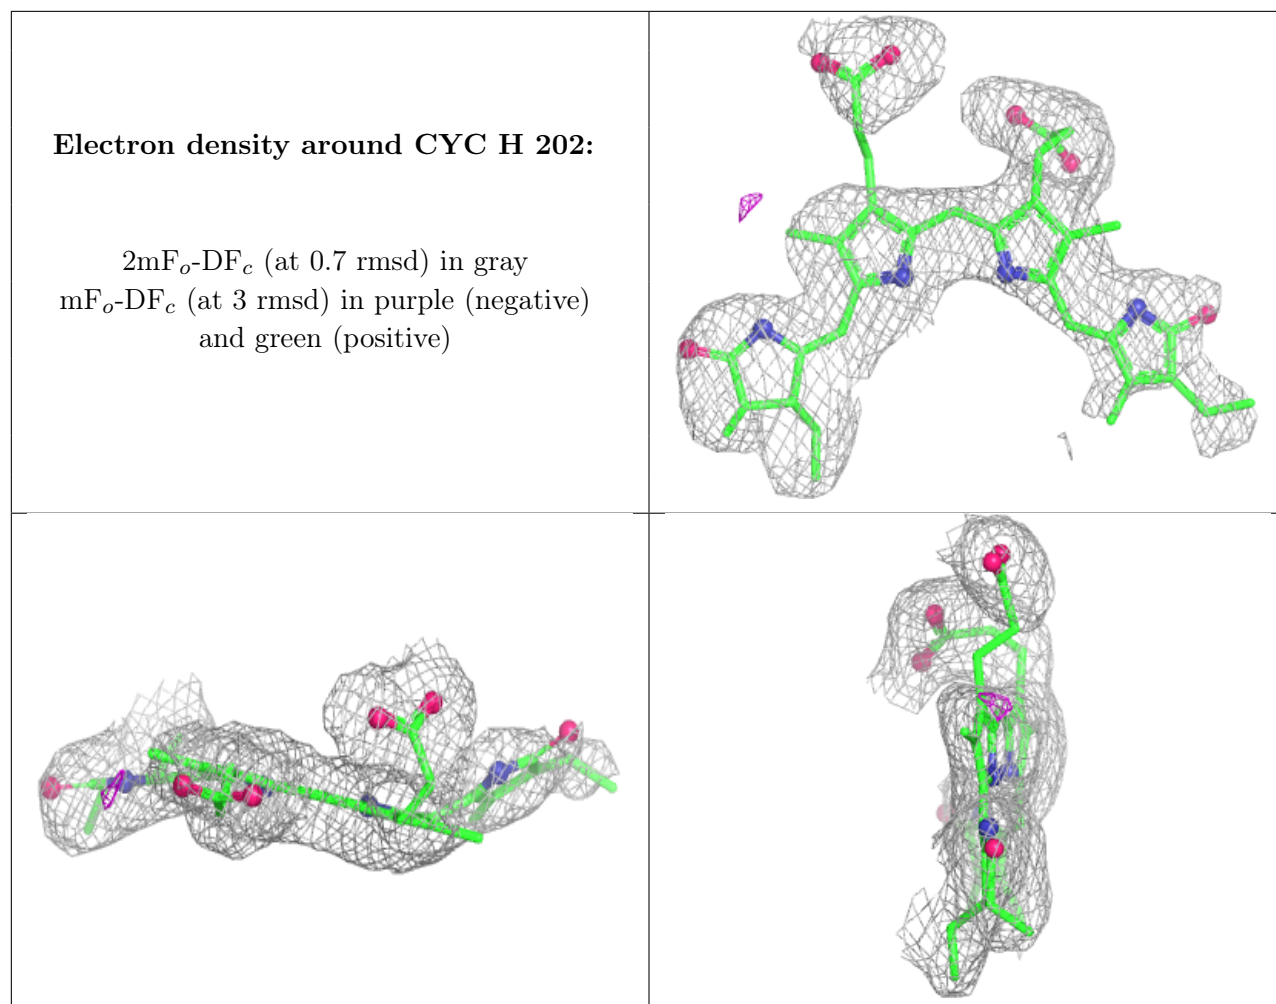 Electron density around CYC H 202:
2mFₒ-DF𝒸 (at 0.7 rmsd) in gray
mFₒ-DF𝒸 (at 3 rmsd) in purple (negative)
and green (positive)